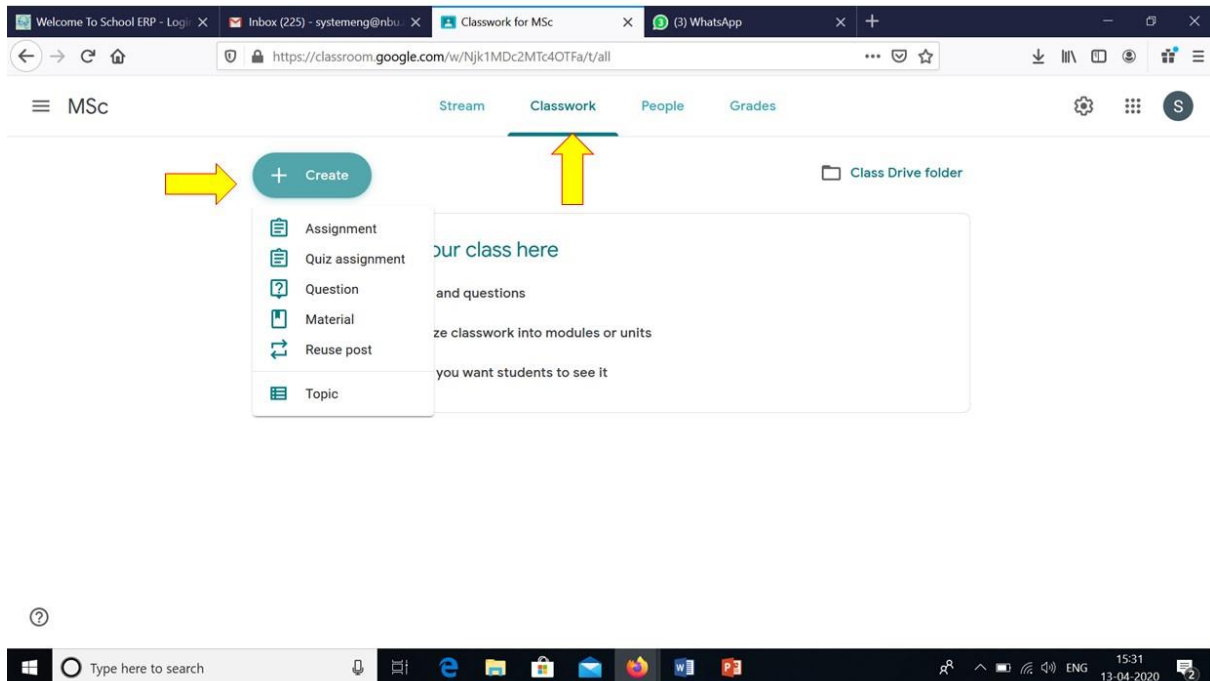 Welcome To School ERP - Login
Inbox (225) - systemeng@nbu.
Classwork for MSc
(3) WhatsApp
https://classroom.google.com/w/Njk1MDc2MTc4OTFa/t/all
MSc
Stream
Classwork
People
Grades
S
Create
Class Drive folder
Assignment
Quiz assignment
Question
Material
Reuse post
Topic
our class here
and questions
ze classwork into modules or units
you want students to see it
Type here to search
ENG
15:31
13-04-2020
2